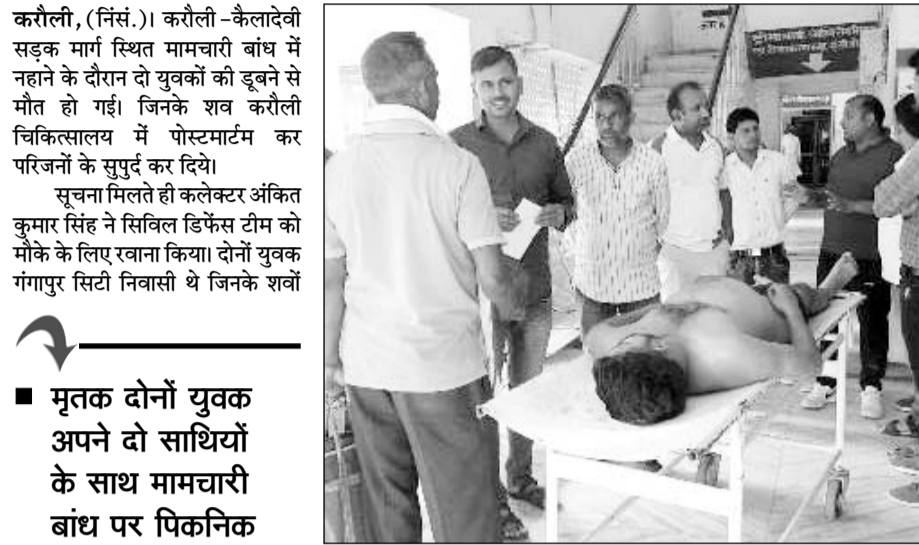 करौली,(निंसं.)। करौली-कैलादेवी
सड़क मार्ग स्थित मामचारी बांध में
नहाने के दौरान दो युवकों की डूबने से
मौत हो गई। जिनके शव करौली
चिकित्सालय में पोस्टमार्टम कर
परिजनों के सुपुर्द कर दिये।
सूचना मिलते ही कलेक्टर अंकित
कुमार सिंह ने सिविल डिफेंस टीम को
मौके के लिए रवाना किया। दोनों युवक
गंगापुर सिटी निवासी थे जिनके शवों
■ मृतक दोनों युवक
अपने दो साथियों
के साथ मामचारी
बांध पर पिकनिक